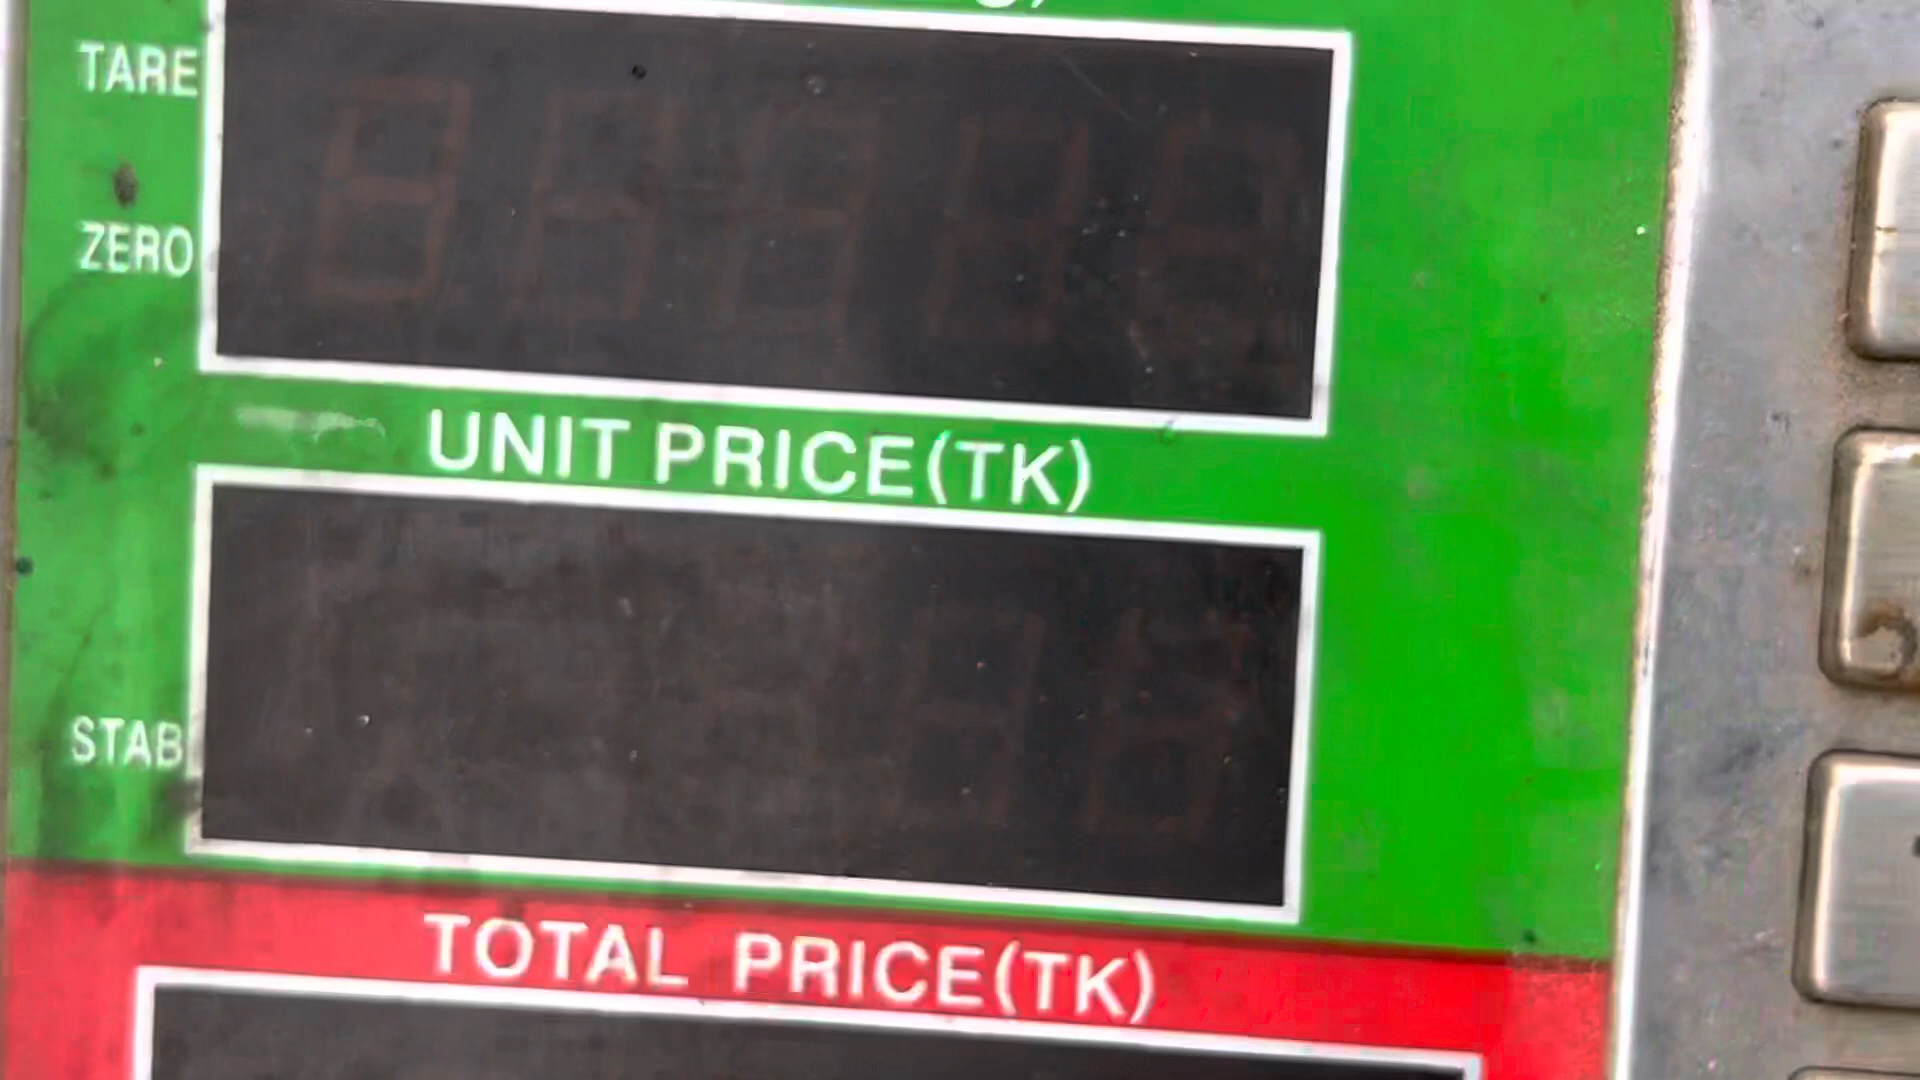 TARE
ZERO
UNIT PRICE(TK)
STAB
TOTAL PRICE(TK)